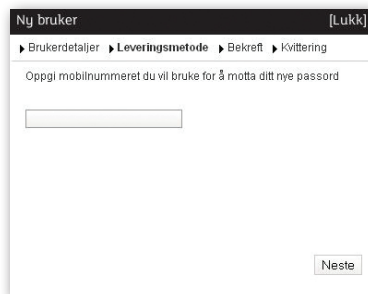 Ny bruker [Lukk]
Brukerdetaljer Leveringsmetode Bekreft Kvittering
Oppgi mobilnummeret du vil bruke for å motta ditt nye passord
Neste